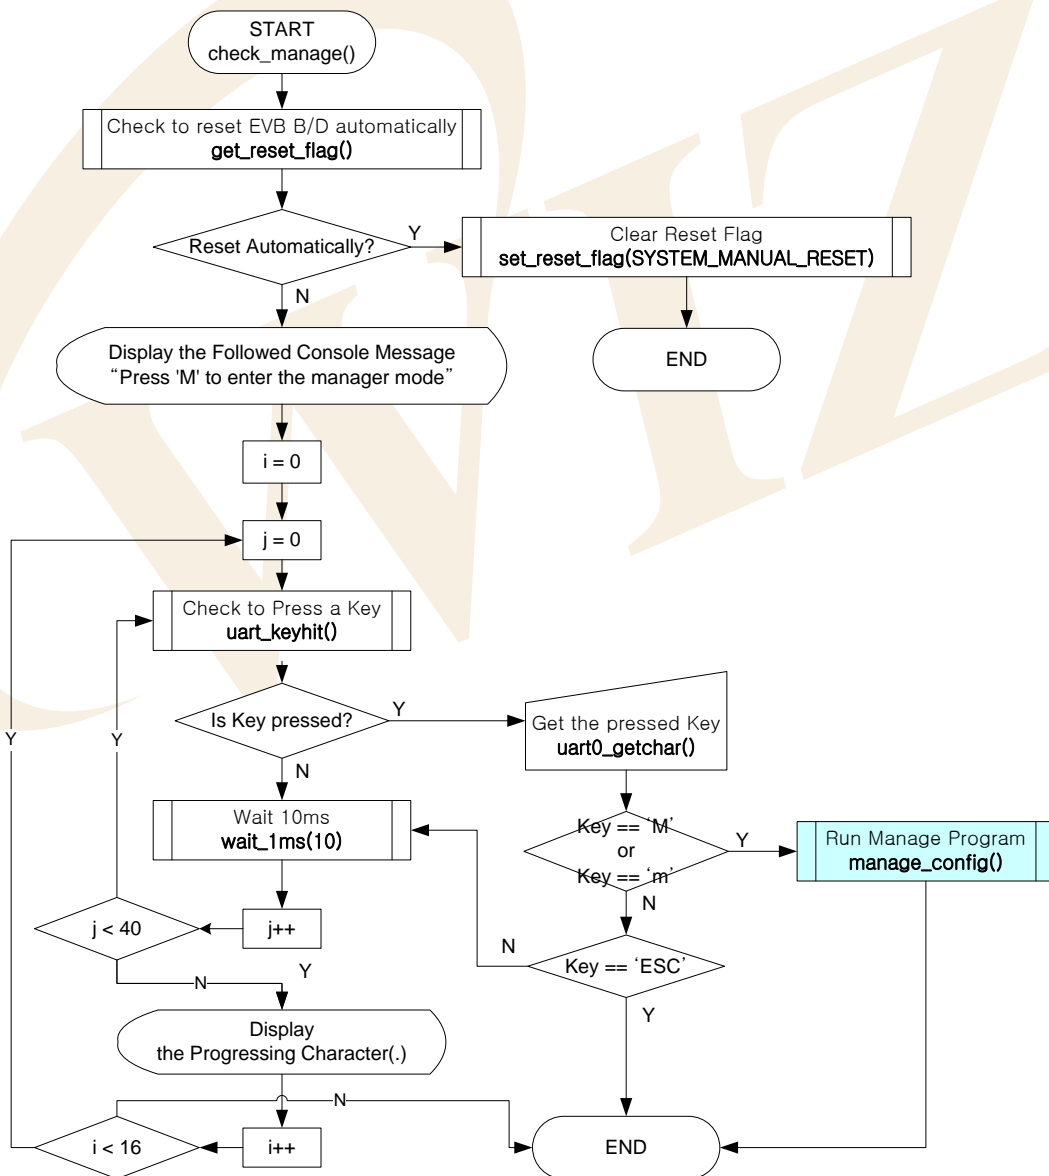 START
check_manage()
Check to reset EVB B/D automatically
get_reset_flag()
Reset Automatically?
Y
Clear Reset Flag
set_reset_flag(SYSTEM_MANUAL_RESET)
N
END
Display the Followed Console Message
“Press 'M' to enter the manager mode”
i = 0
j = 0
Check to Press a Key
uart_keyhit()
Is Key pressed?
Y
Get the pressed Key
uart0_getchar()
Y
Y
N
Wait 10ms
wait_1ms(10)
Key == ‘M’
or
Key == ‘m’
Y
Run Manage Program
manage_config()
N
j < 40
j++
N
Key == ‘ESC’
N
Y
Y
Display
the Progressing Character(.)
N
i < 16
i++
END